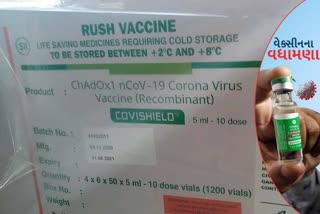 RUSH VACCINE
LIFE SAVING MEDICINES REQUIRING COLD STORAGE
TO BE STORED BETWEEN +2°C AND +8°C
Product : ChAdOx1 nCoV-19 Corona Virus
Vaccine (Recombinant)
COVISHIELD
5 ml - 10 dose
Batch No. :
Mfg. :
Expiry :
Quantity : 4 x 6 x 50 x 5 ml - 10 dose vials (1200 vials)
Box No. :
Weight
વેક્સીનના
વધામણા